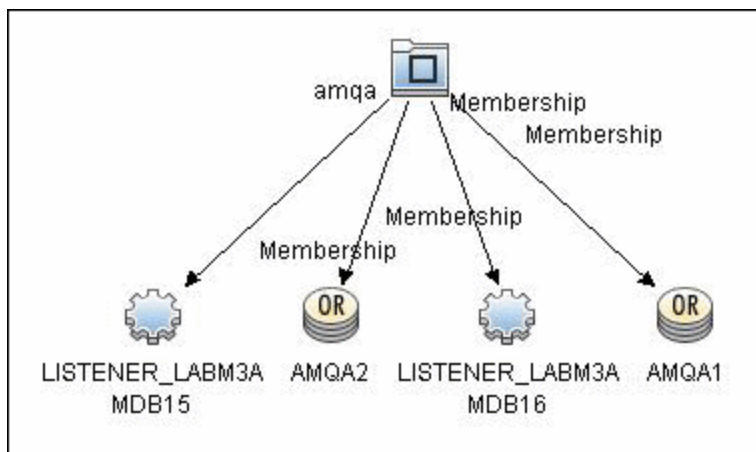 amqa
Membership
Membership
Membership
Membership
OR
OR
LISTENER_LABM3A
MDB15
AMQA2
LISTENER_LABM3A
MDB16
AMQA1